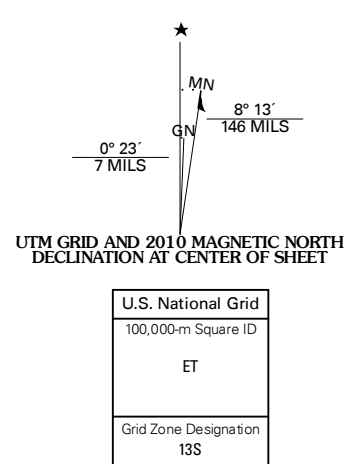 MN
8° 13´
146 MILS
GN
0° 23´
7 MILS
UTM GRID AND 2010 MAGNETIC NORTH
DECLINATION AT CENTER OF SHEET
U.S. National Grid
100,000-m Square ID
ET
Grid Zone Designation
13S